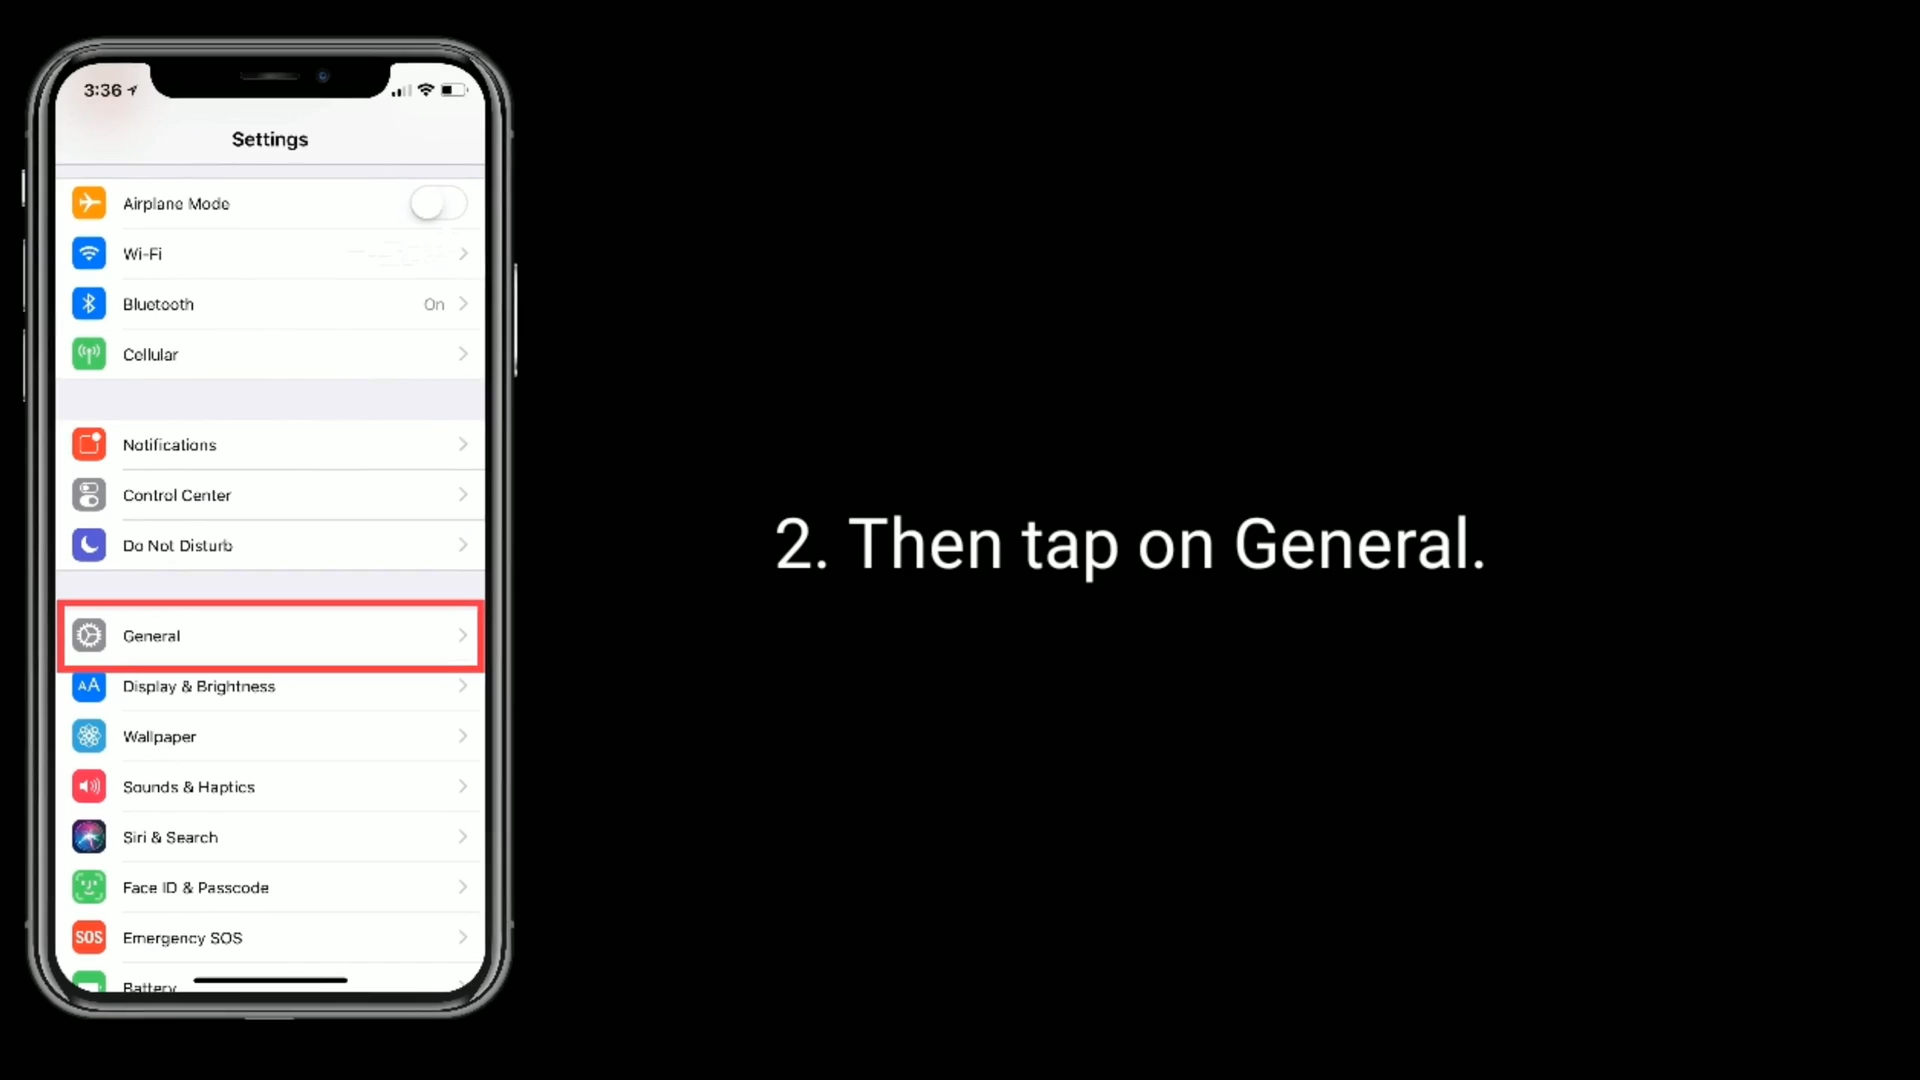 3:36
Settings
Airplane Mode
Wi-Fi
Bluetooth On
Cellular
Notifications
Control Center
Do Not Disturb
General
AA Display & Brightness
Wallpaper
Sounds & Haptics
Siri & Search
Face ID & Passcode
SOS Emergency SOS
Battery
2. Then tap on General.